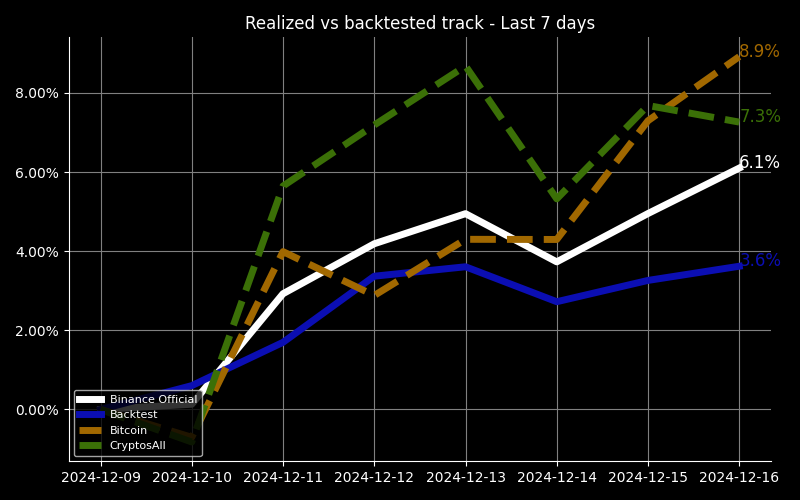 Realized vs backtested track - Last 7 days
8.9%
8.00%
7.3%
6.00%
6.1%
4.00%
3.6%
2.00%
0.00%
Binance Official
Backtest
Bitcoin
CryptosAll
2024-12-09 2024-12-10 2024-12-11 2024-12-12 2024-12-13 2024-12-14 2024-12-15 2024-12-16